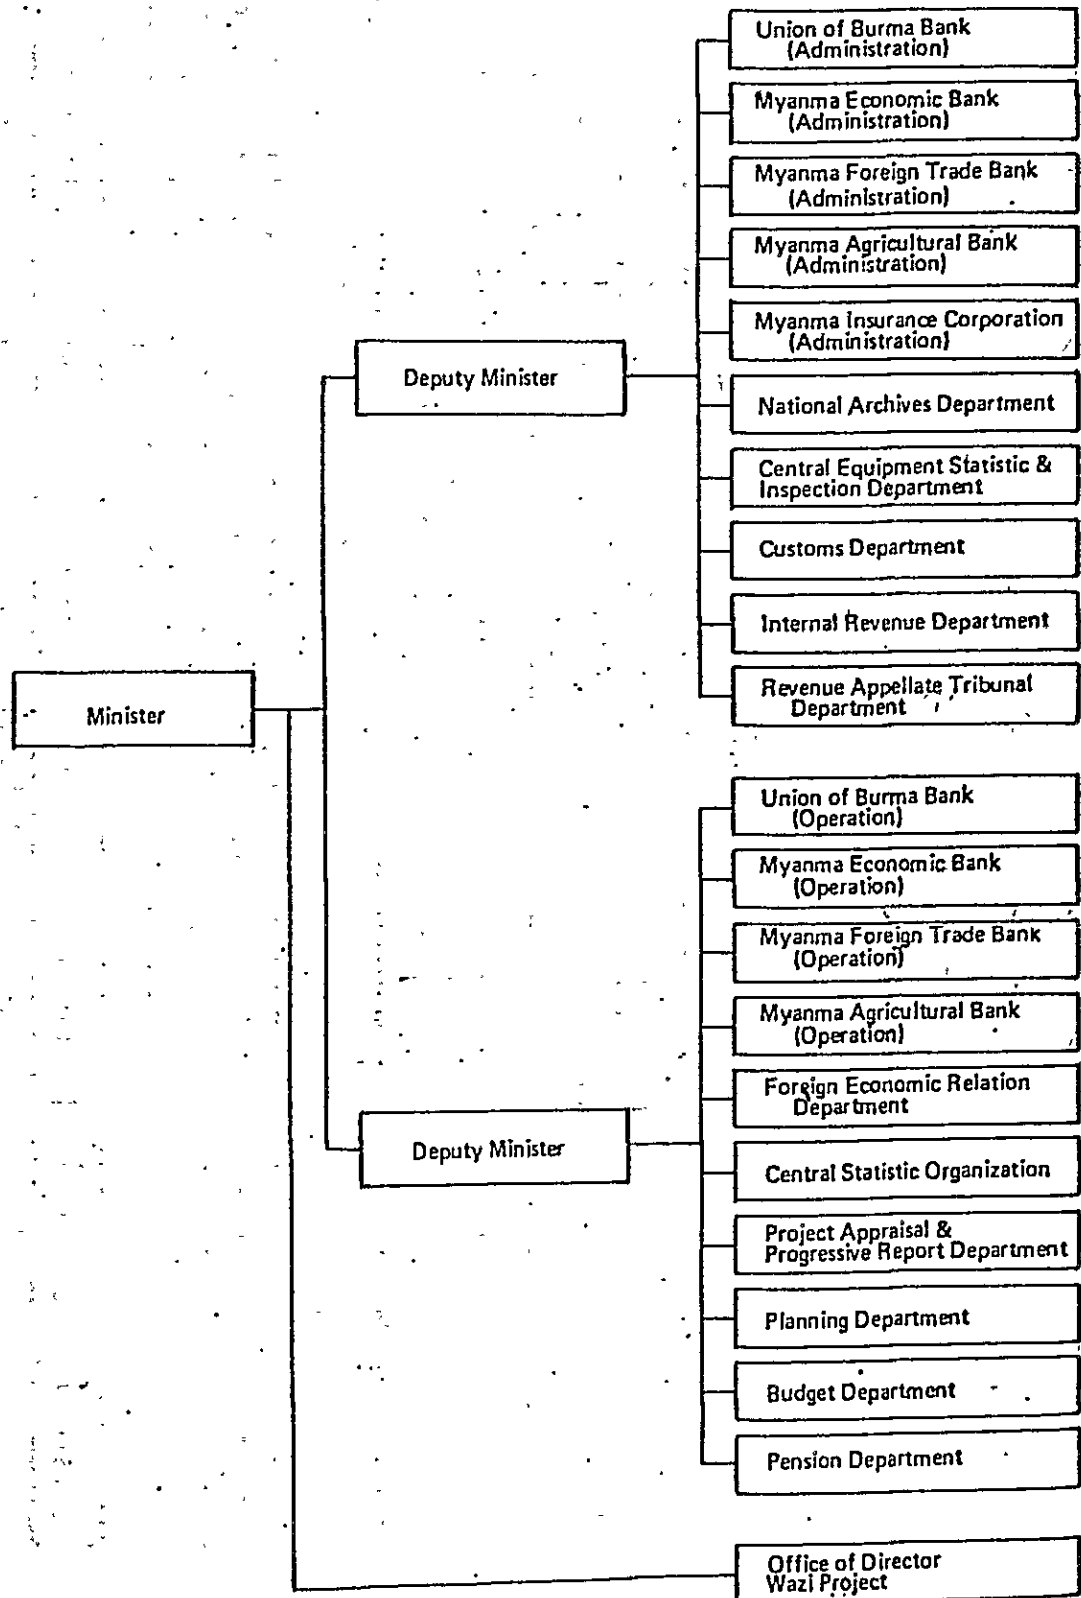 Union of Burma Bank
(Administration)
Myanma Economic Bank
(Administration)
Myanma Foreign Trade Bank
(Administration)
Myanma Agricultural Bank
(Administration)
Myanma Insurance Corporation
(Administration)
Deputy Minister
National Archives Department
Central Equipment Statistic &
Inspection Department
Customs Department
Internal Revenue Department
Revenue Appellate Tribunal
Department
Minister
Union of Burma Bank
(Operation)
Myanma Economic Bank
(Operation)
Myanma Foreign Trade Bank
(Operation)
Myanma Agricultural Bank
(Operation)
Foreign Economic Relation
Department
Deputy Minister
Central Statistic Organization
Project Appraisal &
Progressive Report Department
Planning Department
Budget Department
Pension Department
Office of Director
Wazi Project